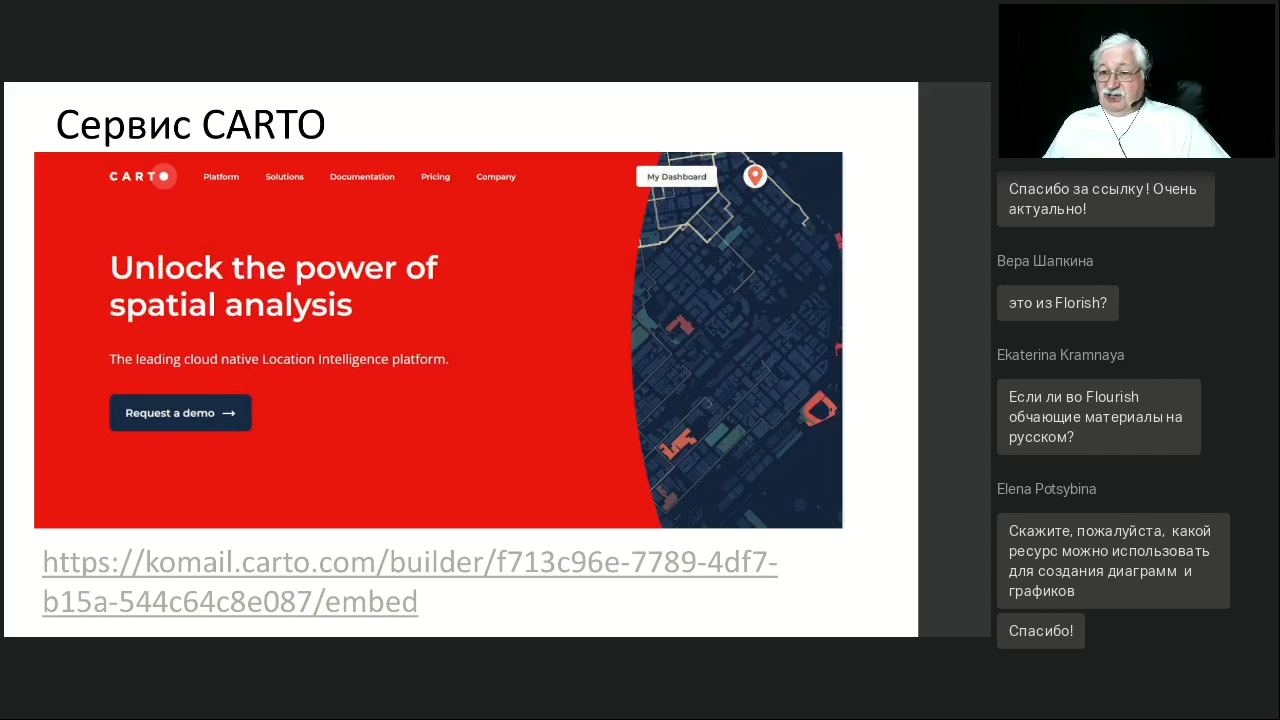 Сервис CARTO
CARTO
Platform
Solutions
Documentation
Pricing
Company
My Dashboard
Unlock the power of
spatial analysis
The leading cloud native Location Intelligence platform.
Request a demo →
https://komail.carto.com/builder/f713c96e-7789-4df7-
b15a-544c64c8e087/embed
Спасибо за ссылку! Очень
актуально!
Вера Шапкина
это из Florish?
Ekaterina Kramnaya
Если ли во Flourish
обчающие материалы на
русском?
Elena Potsybina
Скажите, пожалуйста, какой
ресурс можно использовать
для создания диаграмм и
графиков
Спасибо!